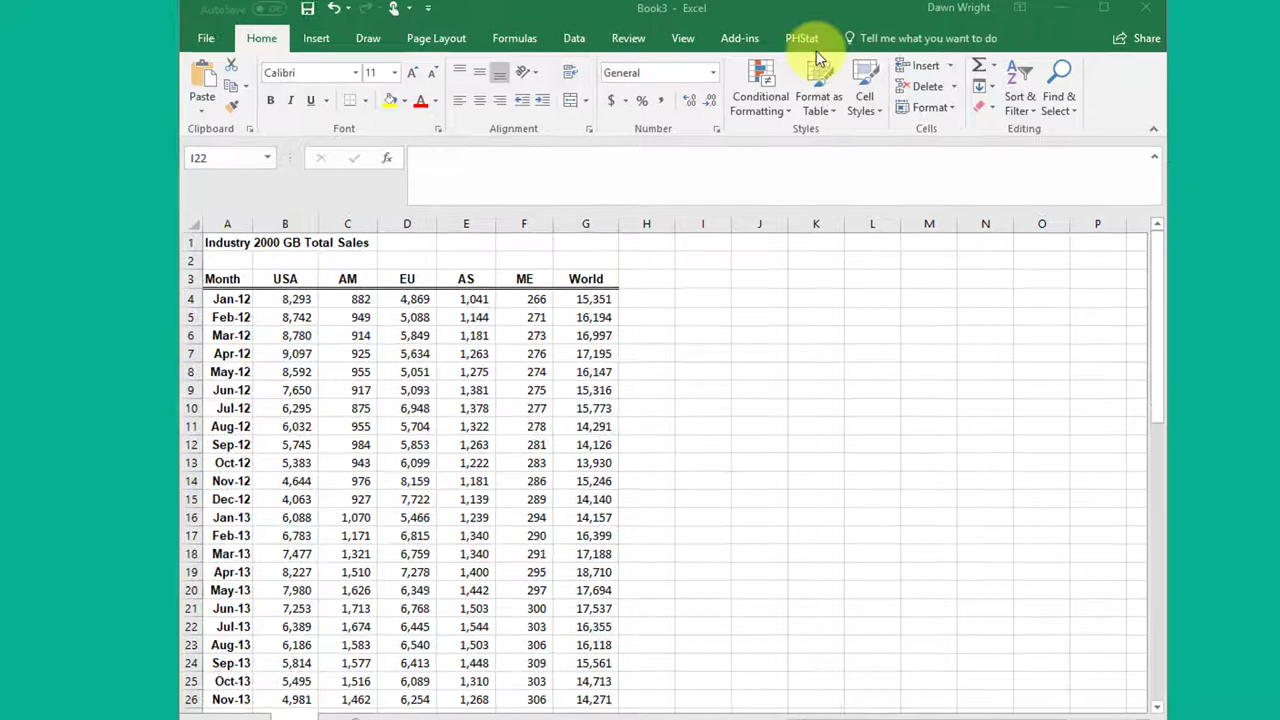 AutoSave Off Book3 - Excel Dawn Wright
File Home Insert Draw Page Layout Formulas Data Review View Add-ins PHStat Tell me what you want to do Share
Paste Calibri 11 General Conditional Formatting Format as Table Cell Styles Insert Delete Format Sort & Filter Find & Select
Clipboard Font Alignment Number Styles Cells Editing
I22 fx
A B C D E F G H I J K L M N O P
1 Industry 2000 GB Total Sales
2
3 Month USA AM EU AS ME World
4 Jan-12 8,293 882 4,869 1,041 266 15,351
5 Feb-12 8,742 949 5,088 1,144 271 16,194
6 Mar-12 8,780 914 5,849 1,181 273 16,997
7 Apr-12 9,097 925 5,634 1,263 276 17,195
8 May-12 8,592 955 5,051 1,275 274 16,147
9 Jun-12 7,650 917 5,093 1,381 275 15,316
10 Jul-12 6,295 875 6,948 1,378 277 15,773
11 Aug-12 6,032 955 5,704 1,322 278 14,291
12 Sep-12 5,745 984 5,853 1,263 281 14,126
13 Oct-12 5,383 943 6,099 1,222 283 13,930
14 Nov-12 4,644 976 8,159 1,181 286 15,246
15 Dec-12 4,063 927 7,722 1,139 289 14,140
16 Jan-13 6,088 1,070 5,466 1,239 294 14,157
17 Feb-13 6,783 1,171 6,815 1,340 290 16,399
18 Mar-13 7,477 1,321 6,759 1,340 291 17,188
19 Apr-13 8,227 1,510 7,278 1,400 295 18,710
20 May-13 7,980 1,626 6,349 1,442 297 17,694
21 Jun-13 7,253 1,713 6,768 1,503 300 17,537
22 Jul-13 6,389 1,674 6,445 1,544 303 16,355
23 Aug-13 6,186 1,583 6,540 1,503 306 16,118
24 Sep-13 5,814 1,577 6,413 1,448 309 15,561
25 Oct-13 5,495 1,516 6,089 1,310 303 14,713
26 Nov-13 4,981 1,462 6,254 1,268 306 14,271